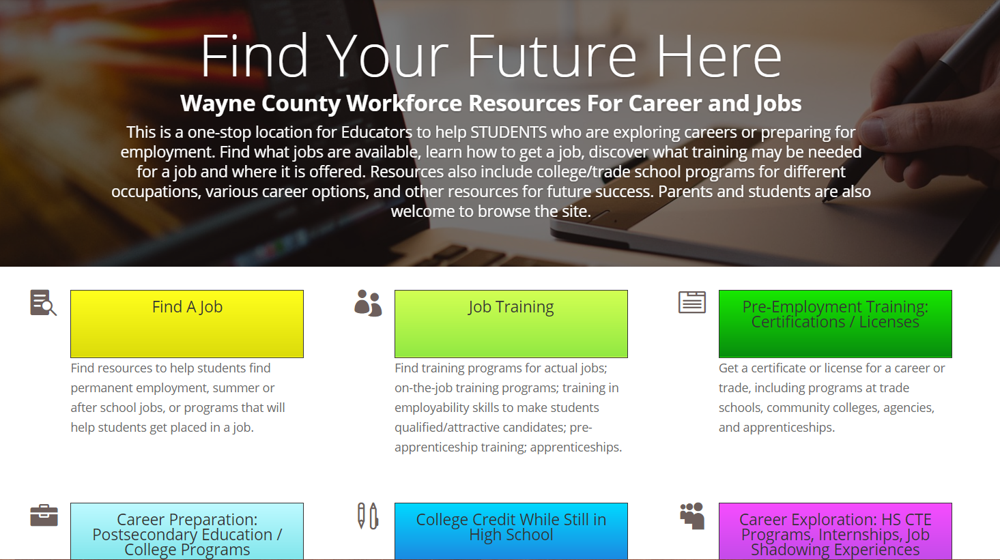 Find Your Future Here
Wayne County Workforce Resources For Career and Jobs
This is a one-stop location for Educators to help STUDENTS who are exploring careers or preparing for
employment. Find what jobs are available, learn how to get a job, discover what training may be needed
for a job and where it is offered. Resources also include college/trade school programs for different
occupations, various career options, and other resources for future success. Parents and students are also
welcome to browse the site.
Find A Job
Find resources to help students find
permanent employment, summer or
after school jobs, or programs that will
help students get placed in a job.
Job Training
Find training programs for actual jobs;
on-the-job training programs; training in
employability skills to make students
qualified/attractive candidates; pre-
apprenticeship training; apprenticeships.
Pre-Employment Training:
Certifications / Licenses
Get a certificate or license for a career or
trade, including programs at trade
schools, community colleges, agencies,
and apprenticeships.
Career Preparation:
Postsecondary Education /
College Programs
College Credit While Still in
High School
Career Exploration: HS CTE
Programs, Internships, Job
Shadowing Experiences